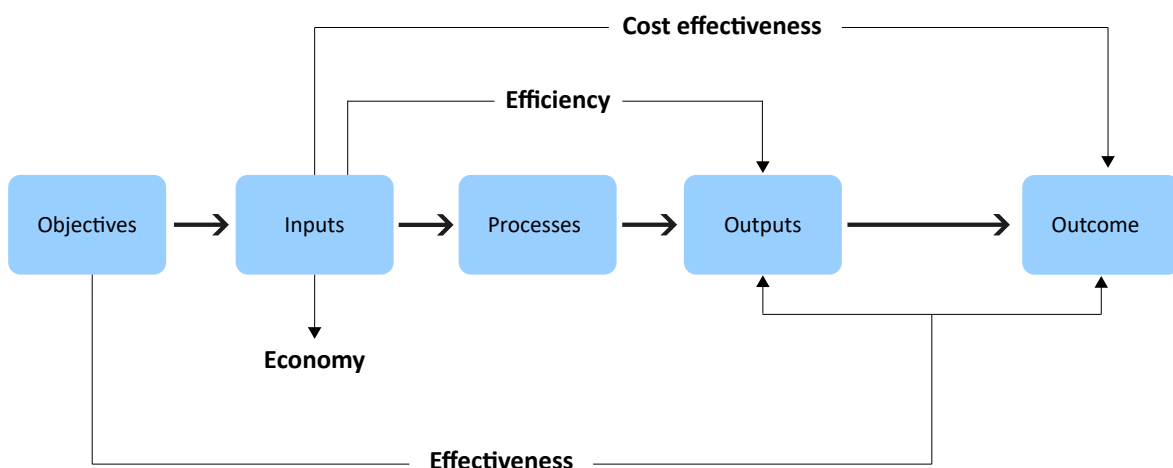 Cost effectiveness
Efficiency
Objectives
Inputs
Processes
Outputs
Outcome
Economy
Effectiveness